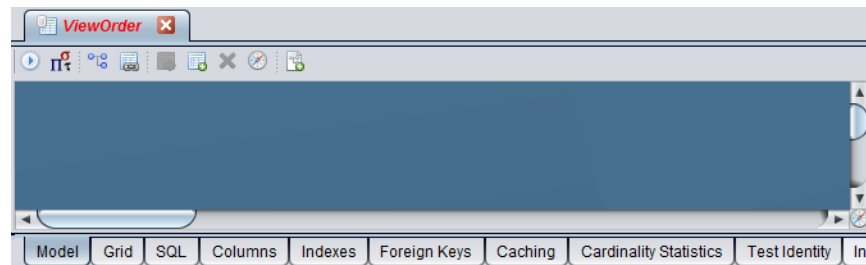 ViewOrder
Model Grid SQL Columns Indexes Foreign Keys Caching Cardinality Statistics Test Identity